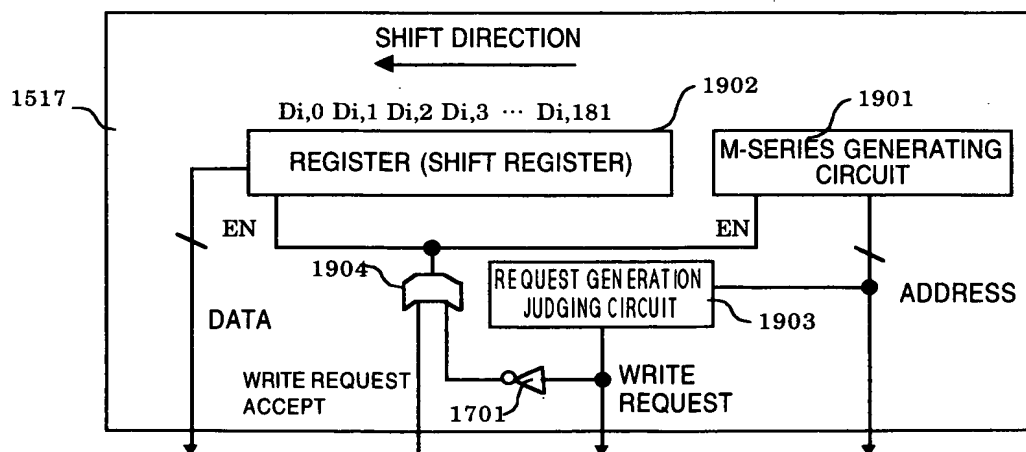 SHIFT DIRECTION
1517
1902
1901
Di,0 Di,1 Di,2 Di,3 ··· Di,181
REGISTER (SHIFT REGISTER)
M-SERIES GENERATING
CIRCUIT
EN
EN
1904
REQUEST GENERATION
JUDGING CIRCUIT
1903
ADDRESS
DATA
WRITE REQUEST
ACCEPT
1701
WRITE
REQUEST